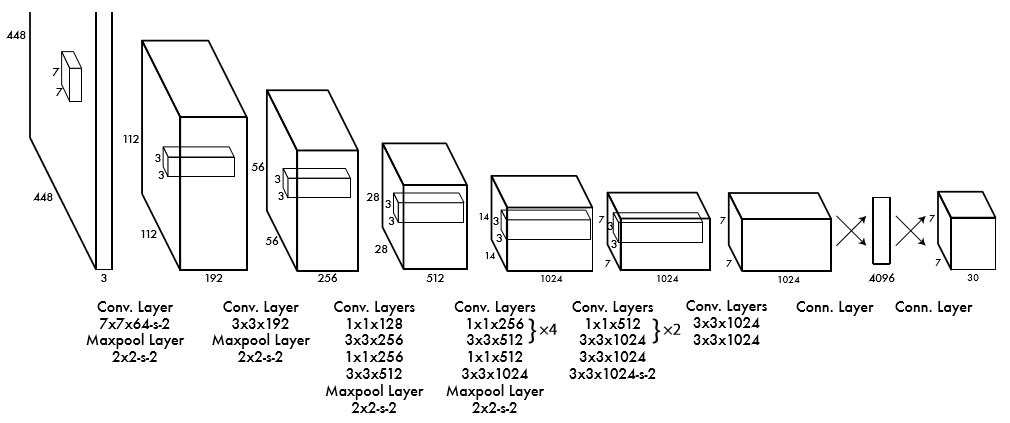 448
7
7
448
3
112
3
3
112
192
56
3
3
56
256
28
3
3
28
512
14
3
3
14
1024
7
3
3
7
1024
7
7
1024
4096
7
7
30
Conv. Layer
7x7x64-s-2
Maxpool Layer
2x2-s-2
Conv. Layer
3x3x192
Maxpool Layer
2x2-s-2
Conv. Layers
1x1x128
3x3x256
1x1x256
3x3x512
Maxpool Layer
2x2-s-2
Conv. Layers
1x1x256
3x3x512
}×4
1x1x512
3x3x1024
Maxpool Layer
2x2-s-2
Conv. Layers
1x1x512
3x3x1024
}×2
3x3x1024
3x3x1024-s-2
Conv. Layers
3x3x1024
3x3x1024
Conn. Layer
Conn. Layer